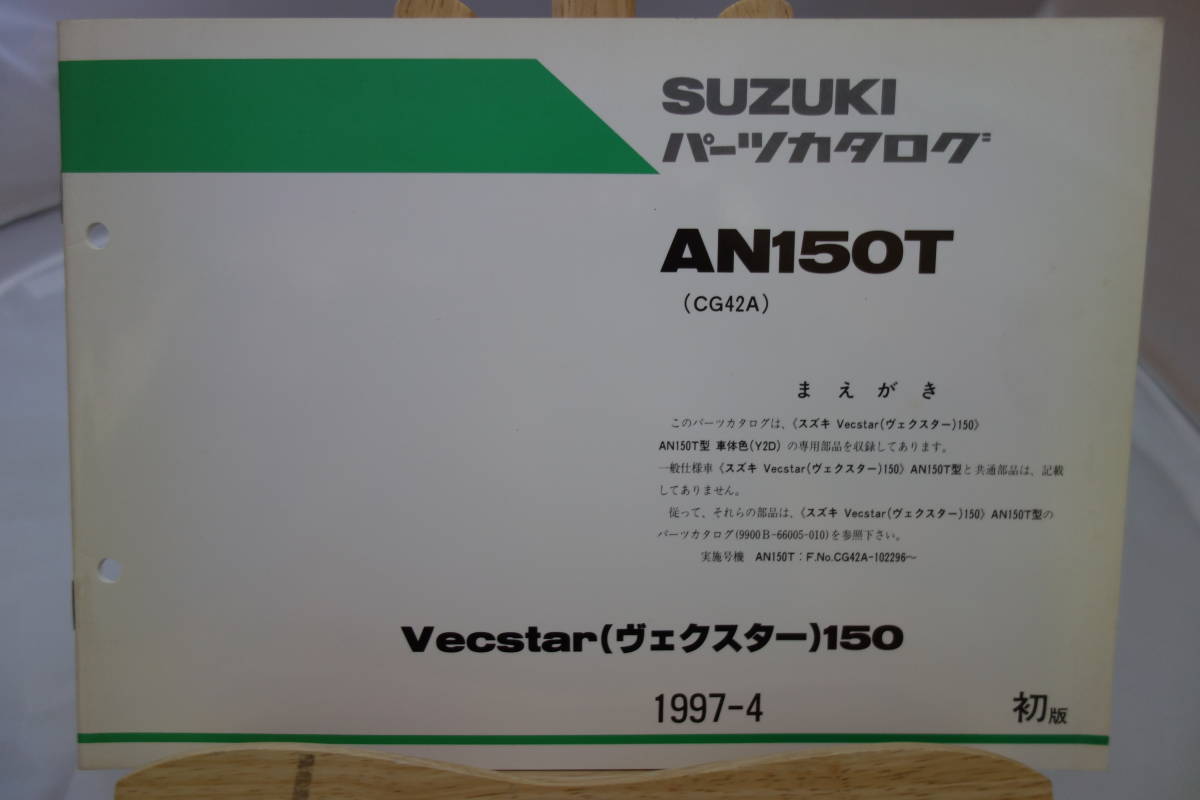 SUZUKI
パーツカタログ
AN150T
(CG42A)
まえがき
このパーツカタログは、《スズキ Vecstar(ヴェクスター)150》
AN150T型 車体色(Y2D) の専用部品を収録してあります。
一般仕様車《スズキ Vecstar(ヴェクスター)150》AN150T型と共通部品は、記載
してありません。
従って、それらの部品は、《スズキ Vecstar(ヴェクスター)150》AN150T型の
パーツカタログ(9900B-66005-010)を参照下さい。
実施号機 AN150T：F.No.CG42A-102296〜
Vecstar(ヴェクスター)150
1997-4 初版